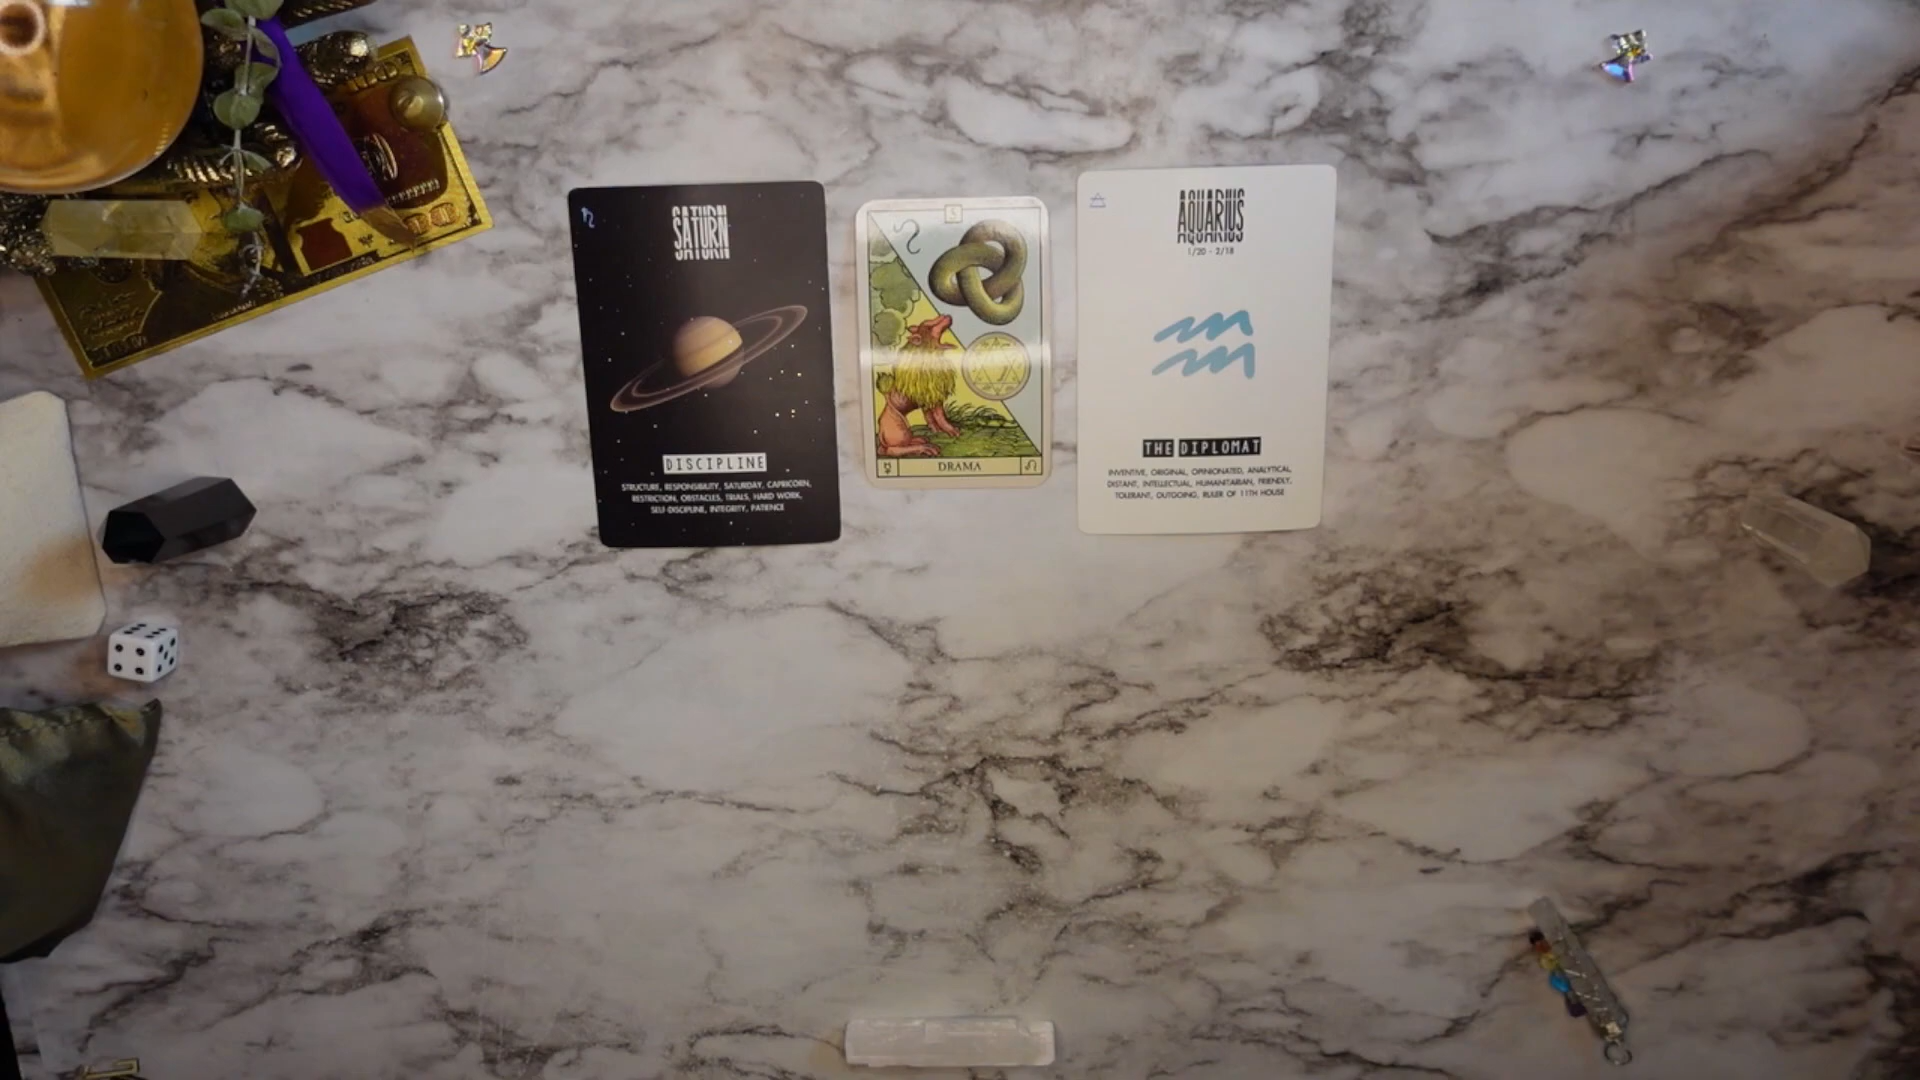 SATURN
DISCIPLINE
STRUCTURE, RESPONSIBILITY, SATURDAY, CAPRICORN,
RESTRICTION, OBSTACLES, TRIALS, HARD WORK,
SELF-DISCIPLINE, INTEGRITY, PATIENCE
5
DRAMA
AQUARIUS
1/20 - 2/18
THE DIPLOMAT
INVENTIVE, ORIGINAL, OPINIONATED, ANALYTICAL,
DISTANT, INTELLECTUAL, HUMANITARIAN, FRIENDLY,
TOLERANT, OUTGOING, RULER OF 11TH HOUSE